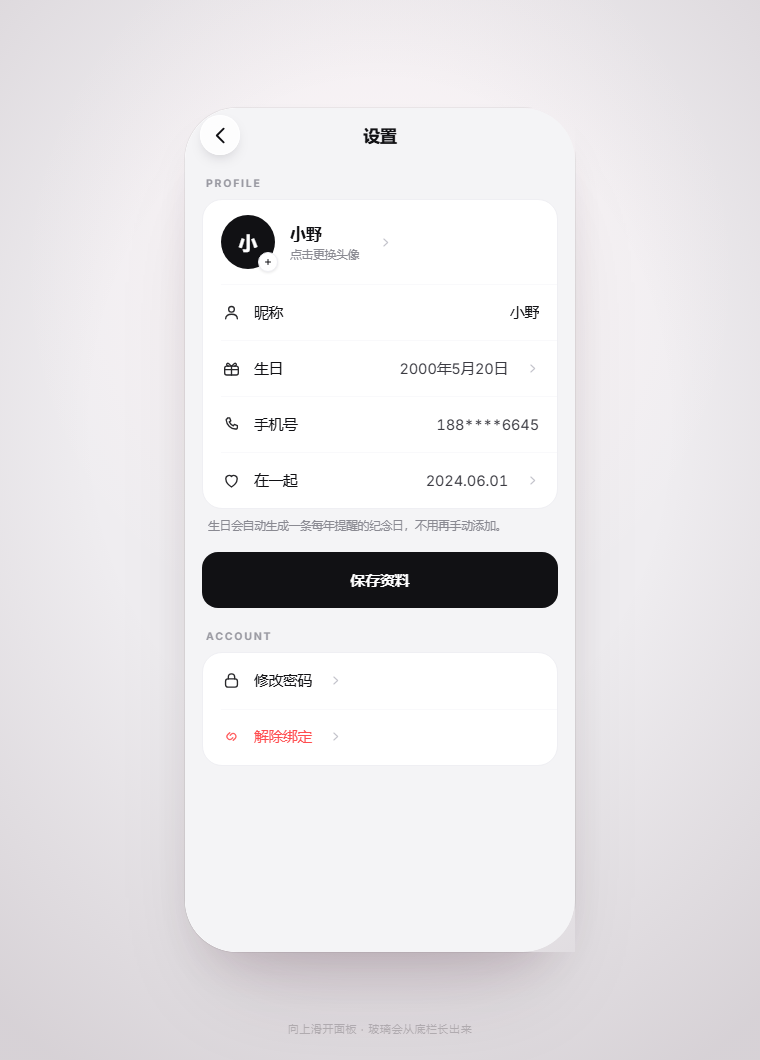 设置
PROFILE
小
小野
点击更换头像
+
昵称 小野
生日 2000年5月20日
手机号 188****6645
在一起 2024.06.01
生日会自动生成一条每年提醒的纪念日，不用再手动添加。
保存资料
ACCOUNT
修改密码
解除绑定
向上滑开面板 · 玻璃会从底栏长出来